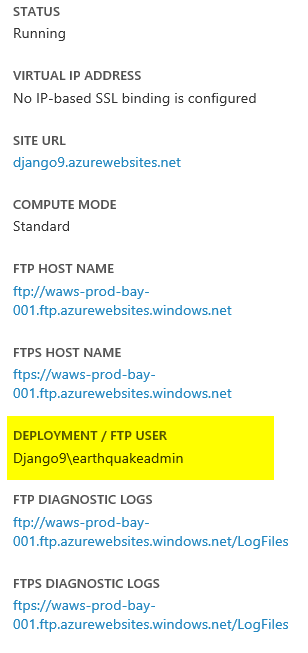 STATUS
Running
VIRTUAL IP ADDRESS
No IP-based SSL binding is configured
SITE URL
django9.azurewebsites.net
COMPUTE MODE
Standard
FTP HOST NAME
ftp://waws-prod-bay-
001.ftp.azurewebsites.windows.net
FTPS HOST NAME
ftps://waws-prod-bay-
001.ftp.azurewebsites.windows.net
DEPLOYMENT / FTP USER
Django9\earthquakeadmin
FTP DIAGNOSTIC LOGS
ftp://waws-prod-bay-
001.ftp.azurewebsites.windows.net/LogFiles
FTPS DIAGNOSTIC LOGS
ftps://waws-prod-bay-
001.ftp.azurewebsites.windows.net/LogFiles